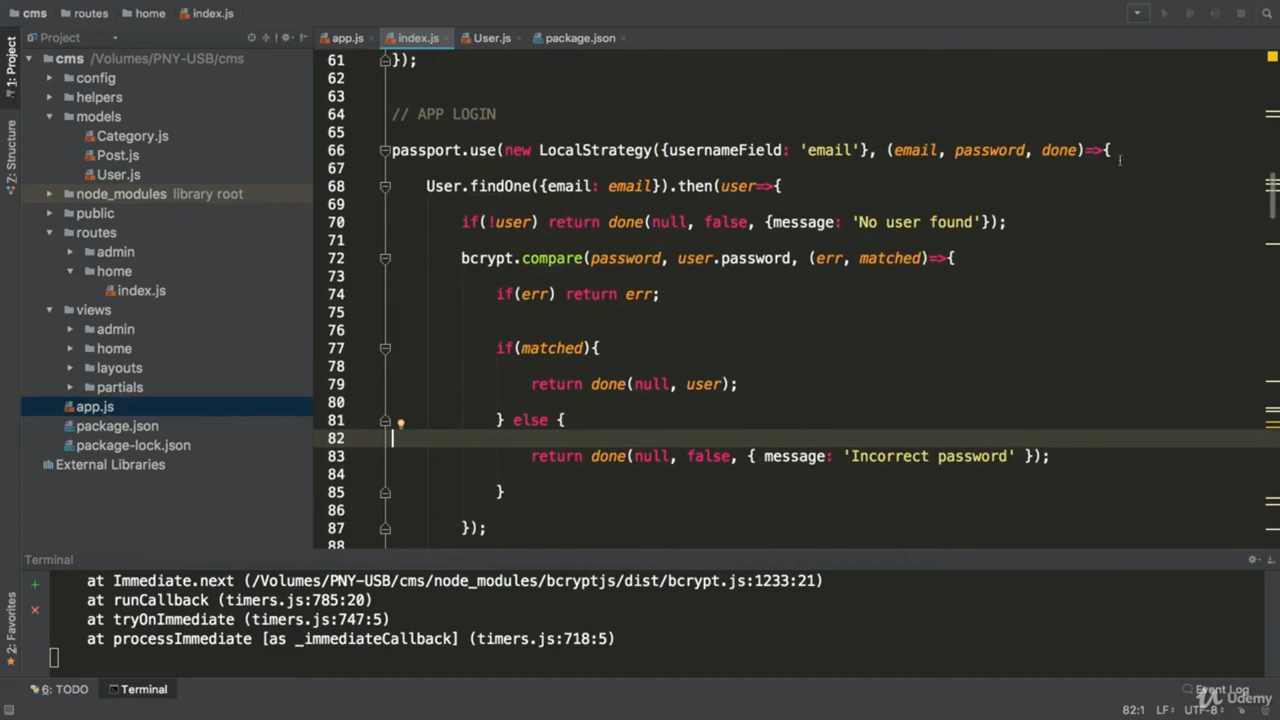 cms routes home index.js
1: Project
Project
app.js index.js User.js package.json
cms /Volumes/PNY-USB/cms
config
helpers
models
Category.js
Post.js
User.js
node_modules library root
public
routes
admin
home
index.js
views
admin
home
layouts
partials
app.js
package.json
package-lock.json
External Libraries
Z: Structure
2: Favorites
61 });
62
63
64 // APP LOGIN
65
66 passport.use(new LocalStrategy({usernameField: 'email'}, (email, password, done)=>{
67
68 User.findOne({email: email}).then(user=>{
69
70 if(!user) return done(null, false, {message: 'No user found'});
71
72 bcrypt.compare(password, user.password, (err, matched)=>{
73
74 if(err) return err;
75
76
77 if(matched){
78
79 return done(null, user);
80
81 } else {
82
83 return done(null, false, { message: 'Incorrect password' });
84
85 }
86
87 });
88
Terminal
at Immediate.next (/Volumes/PNY-USB/cms/node_modules/bcryptjs/dist/bcrypt.js:1233:21)
at runCallback (timers.js:785:20)
at tryOnImmediate (timers.js:747:5)
at processImmediate [as _immediateCallback] (timers.js:718:5)
6: TODO Terminal Event Log
82:1 LF UTF-8
Udemy